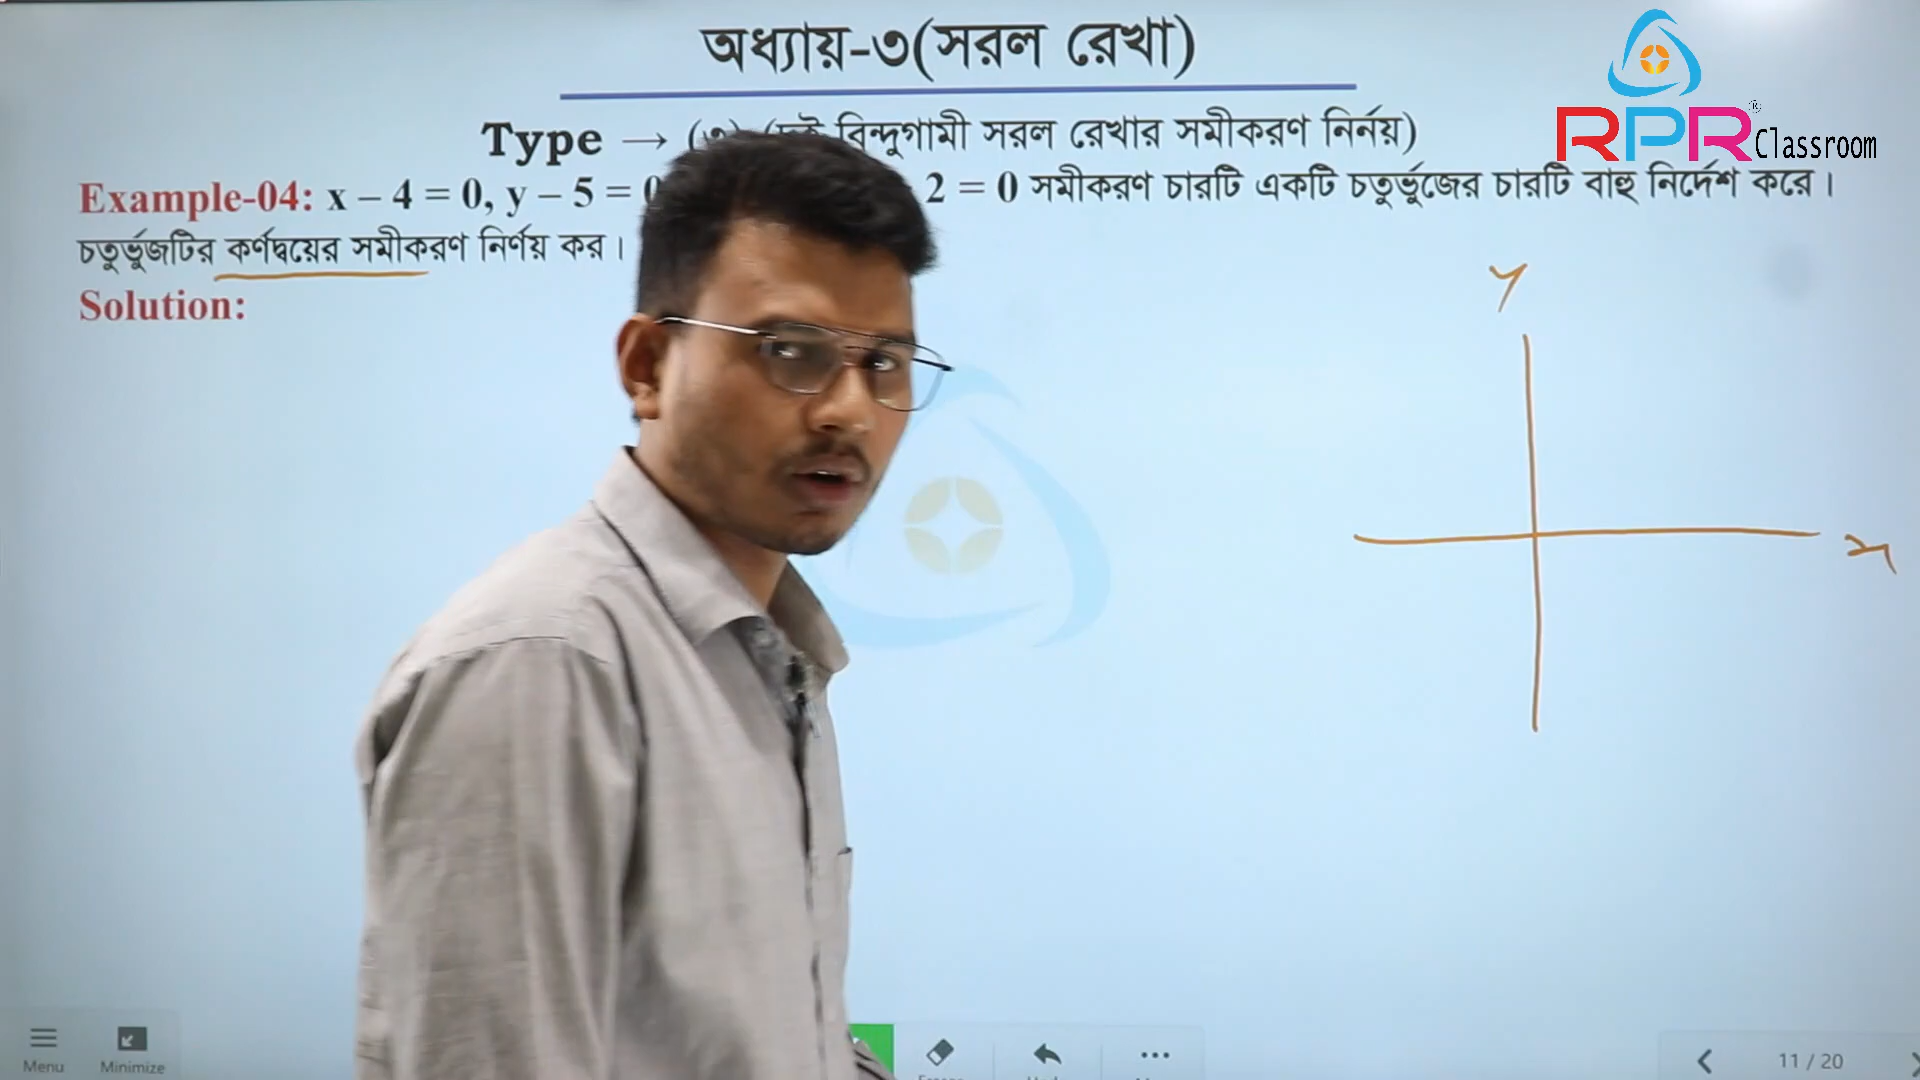 অধ্যায়-৩(সরল রেখা)
Type → বিন্দুগামী সরল রেখার সমীকরণ নির্নয়)
Example-04: x – 4 = 0, y – 5 = 2 = 0 সমীকরণ চারটি একটি চতুর্ভুজের চারটি বাহু নির্দেশ করে।
চতুর্ভুজটির কর্ণদ্বয়ের সমীকরণ নির্ণয় কর।
Solution:
y
x
RPR® Classroom
Menu
Minimize
11 / 20